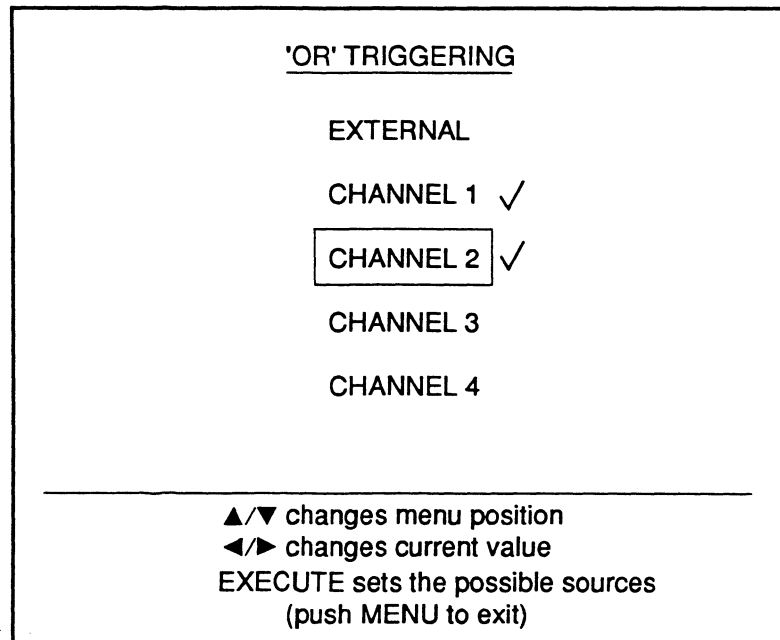 'OR' TRIGGERING
EXTERNAL
CHANNEL 1 ✓
CHANNEL 2 ✓
CHANNEL 3
CHANNEL 4
▲/▼ changes menu position
◄/► changes current value
EXECUTE sets the possible sources
(push MENU to exit)